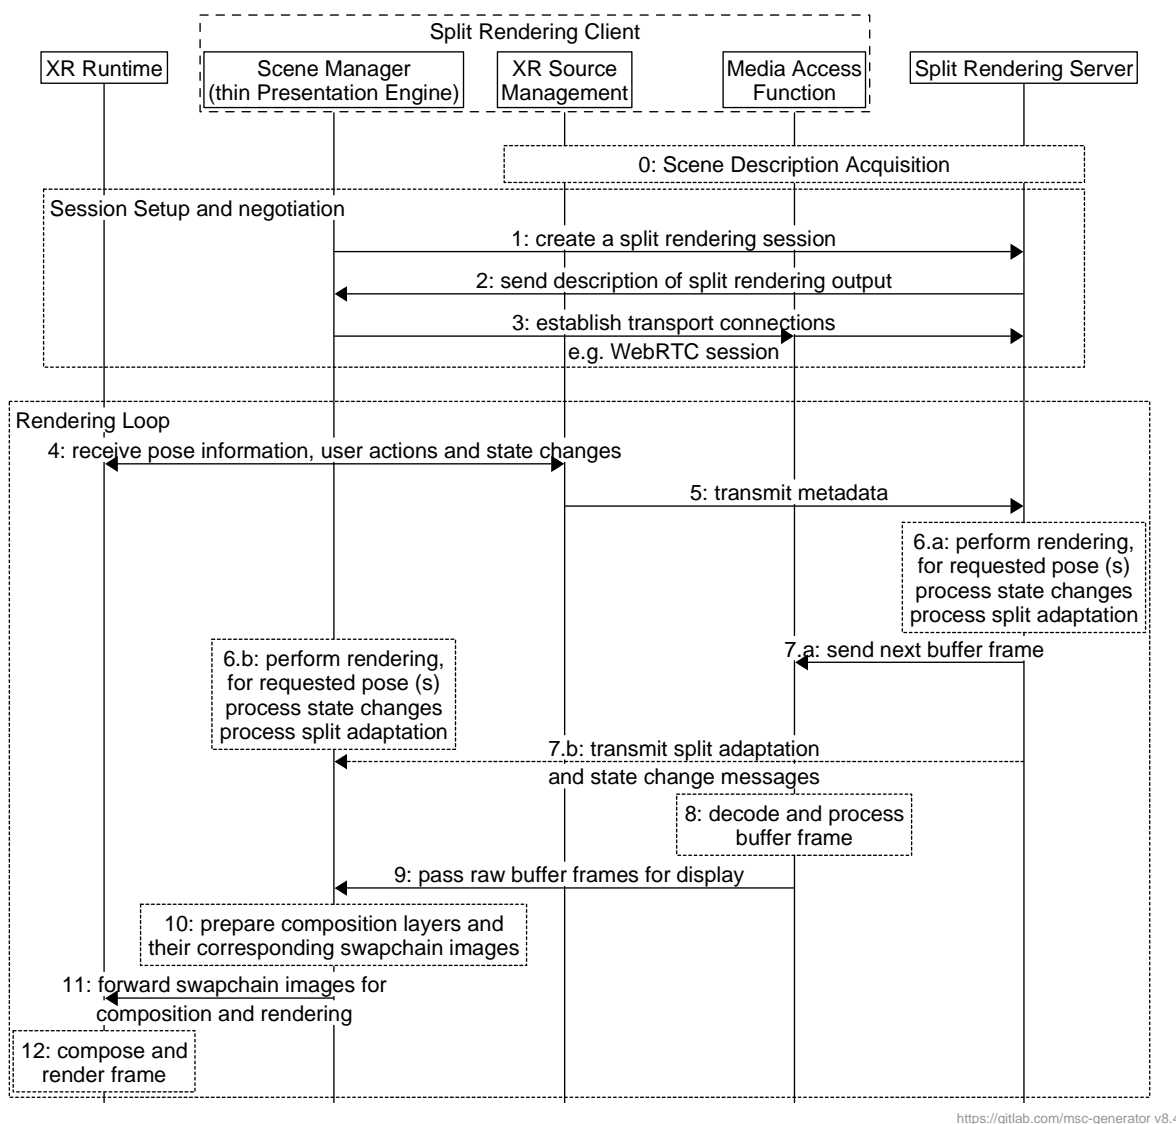 Split Rendering Client
XR Runtime
Scene Manager
(thin Presentation Engine)
XR Source
Management
Media Access
Function
Split Rendering Server
0: Scene Description Acquisition
Session Setup and negotiation
1: create a split rendering session
2: send description of split rendering output
3: establish transport connections
e.g. WebRTC session
Rendering Loop
4: receive pose information, user actions and state changes
5: transmit metadata
6.a: perform rendering,
for requested pose (s)
process state changes
process split adaptation
7.a: send next buffer frame
6.b: perform rendering,
for requested pose (s)
process state changes
process split adaptation
7.b: transmit split adaptation
and state change messages
8: decode and process
buffer frame
9: pass raw buffer frames for display
10: prepare composition layers and
their corresponding swapchain images
11: forward swapchain images for
composition and rendering
12: compose and
render frame
https://gitlab.com/msc-generator v8.4